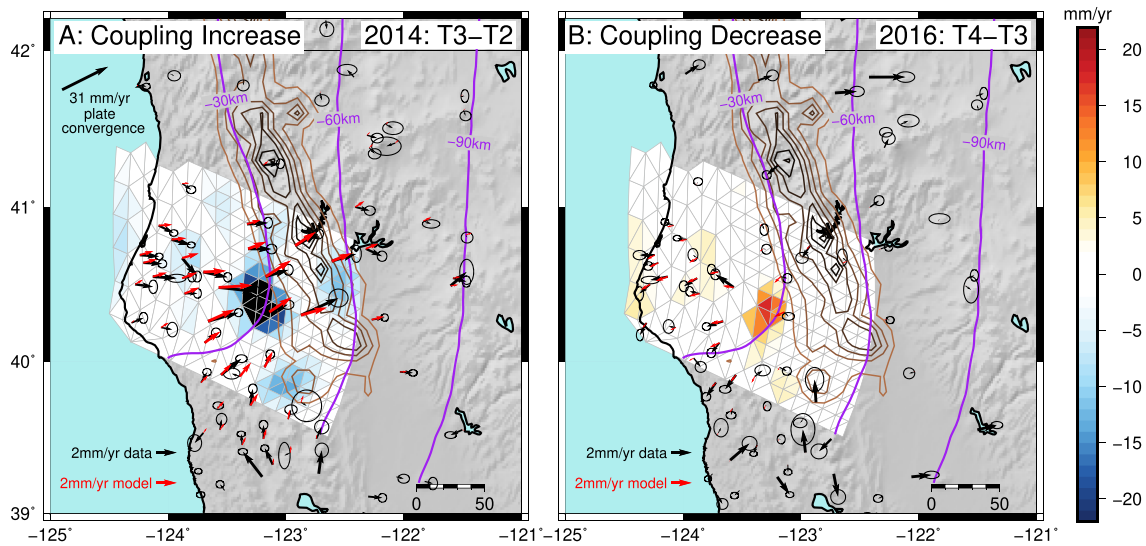 A: Coupling Increase
2014: T3−T2
B: Coupling Decrease
2016: T4−T3
mm/yr
42°
41°
40°
39°
31 mm/yr
plate
convergence
−30km
−60km
−90km
−30km
−60km
−90km
20
15
10
5
0
−5
−10
−15
−20
2mm/yr data
2mm/yr model
0
50
2mm/yr data
2mm/yr model
0
50
−125°
−124°
−123°
−122°
−121°
−125°
−124°
−123°
−122°
−121°